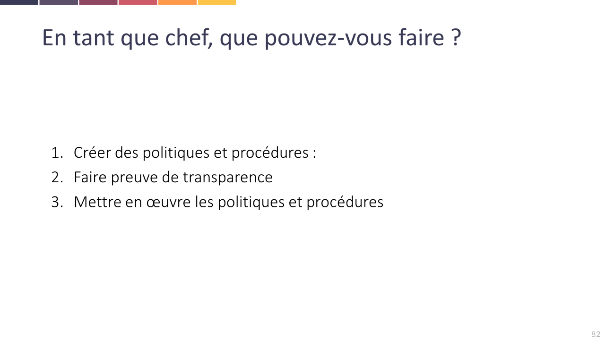 En tant que chef, que pouvez-vous faire ?
1. Créer des politiques et procédures :
2. Faire preuve de transparence
3. Mettre en œuvre les politiques et procédures
92